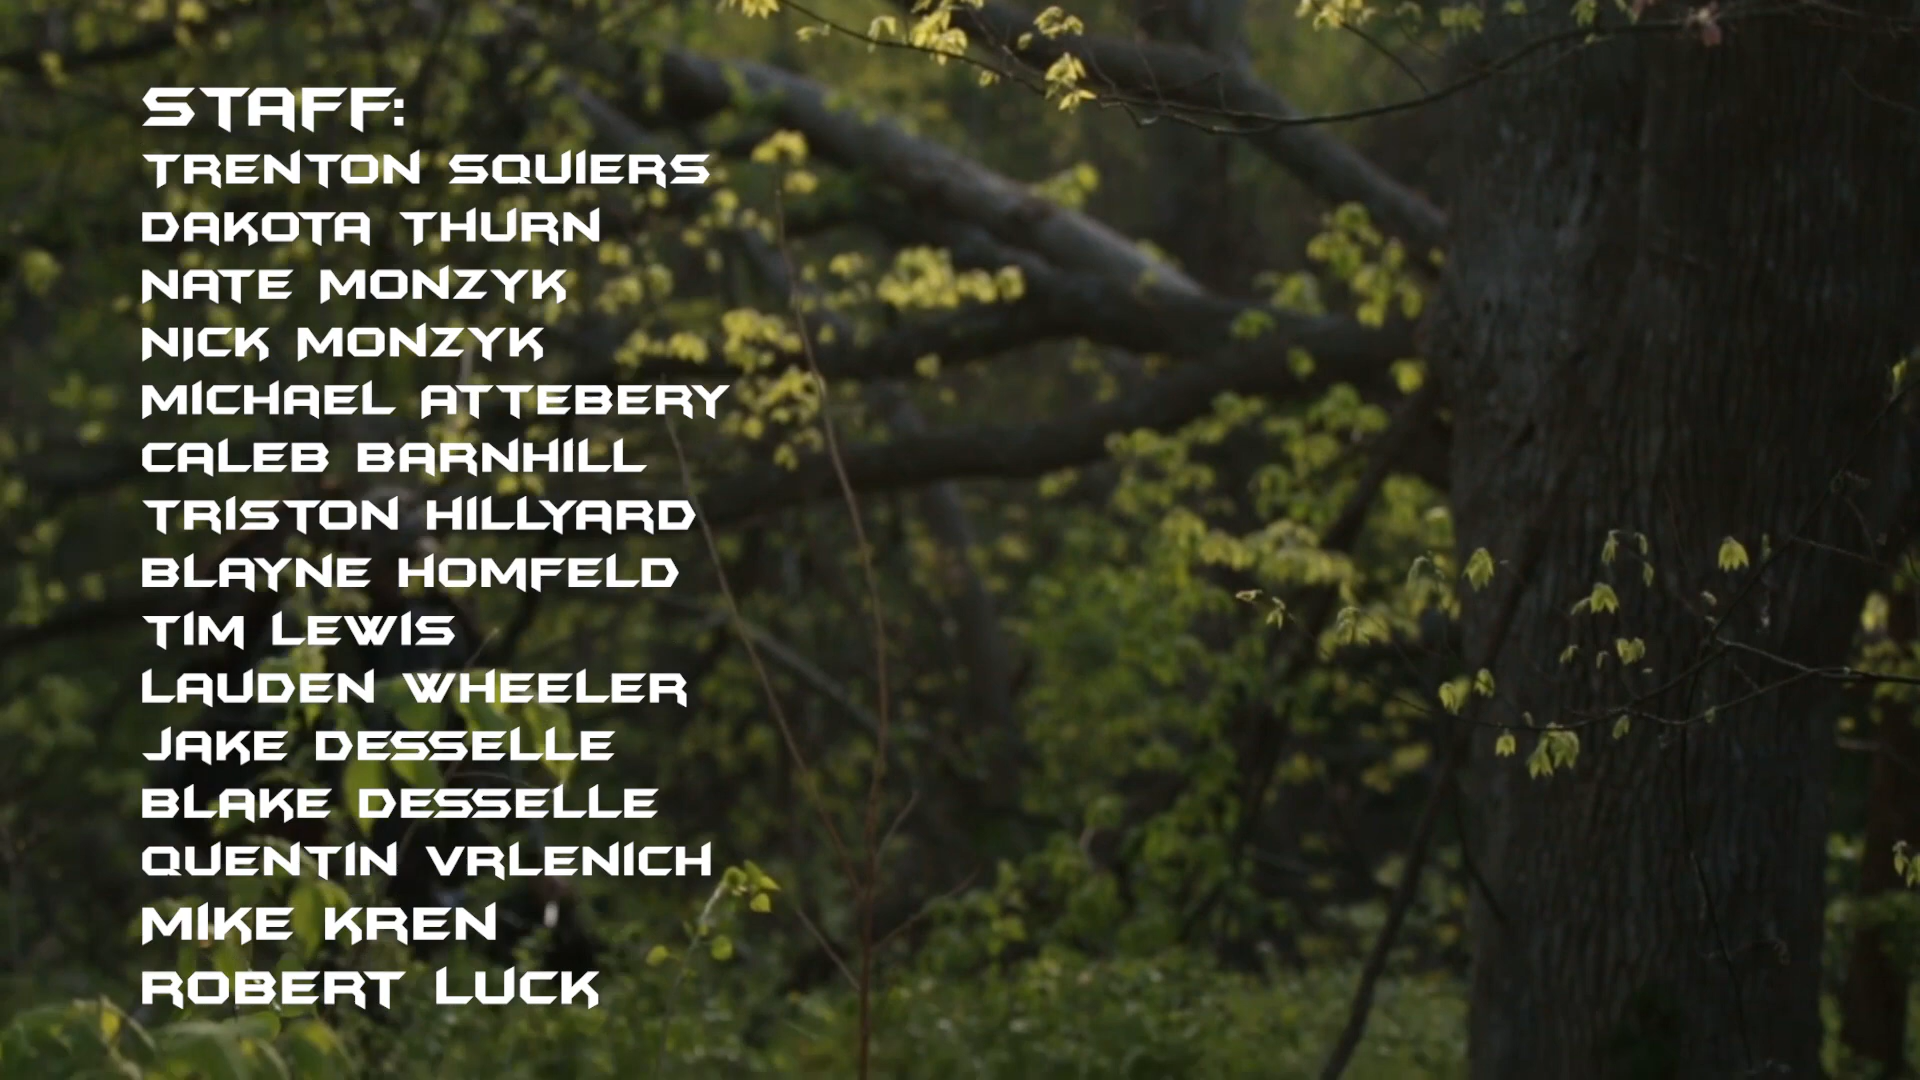 STAFF:
TRENTON SQUIERS
DAKOTA THURN
NATE MONZYK
NICK MONZYK
MICHAEL ATTEBERY
CALEB BARNHILL
TRISTON HILLYARD
BLAYNE HOMFELD
TIM LEWIS
LAUDEN WHEELER
JAKE DESSELLE
BLAKE DESSELLE
QUENTIN VRLENICH
MIKE KREN
ROBERT LUCK